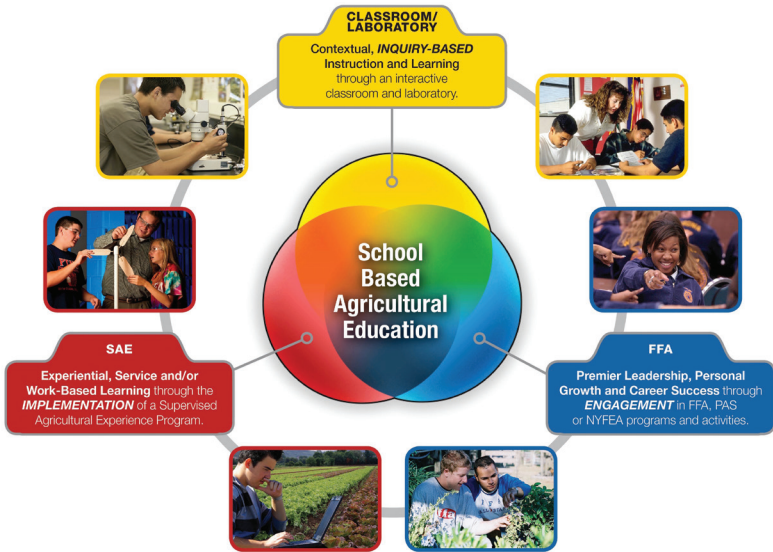 CLASSROOM/
LABORATORY
Contextual, INQUIRY-BASED
Instruction and Learning
through an interactive
classroom and laboratory.
School
Based
Agricultural
Education
SAE
Experiential, Service and/or
Work-Based Learning through the
IMPLEMENTATION of a Supervised
Agricultural Experience Program.
FFA
Premier Leadership, Personal
Growth and Career Success through
ENGAGEMENT in FFA, PAS
or NYFEA programs and activities.